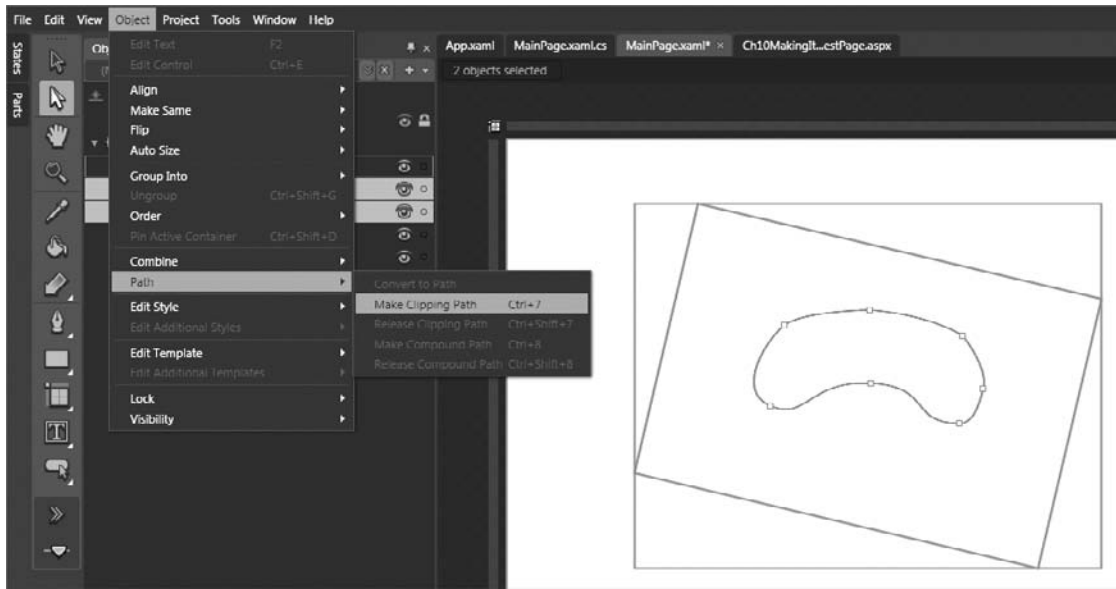 File Edit View Object Project Tools Window Help
States
Parts
Ob
App.xaml MainPage.xaml.cs MainPage.xaml* × Ch10MakingIt...estPage.aspx
2 objects selected
Edit Text F2
Edit Control Ctrl+E
Align
Make Same
Flip
Auto Size
Group Into
Ungroup Ctrl+Shift+G
Order
Pin Active Container Ctrl+Shift+D
Combine
Path
Edit Style
Edit Additional Styles
Edit Template
Edit Additional Templates
Lock
Visibility
Convert to Path
Make Clipping Path Ctrl+7
Release Clipping Path Ctrl+Shift+7
Make Compound Path Ctrl+8
Release Compound Path Ctrl+Shift+8